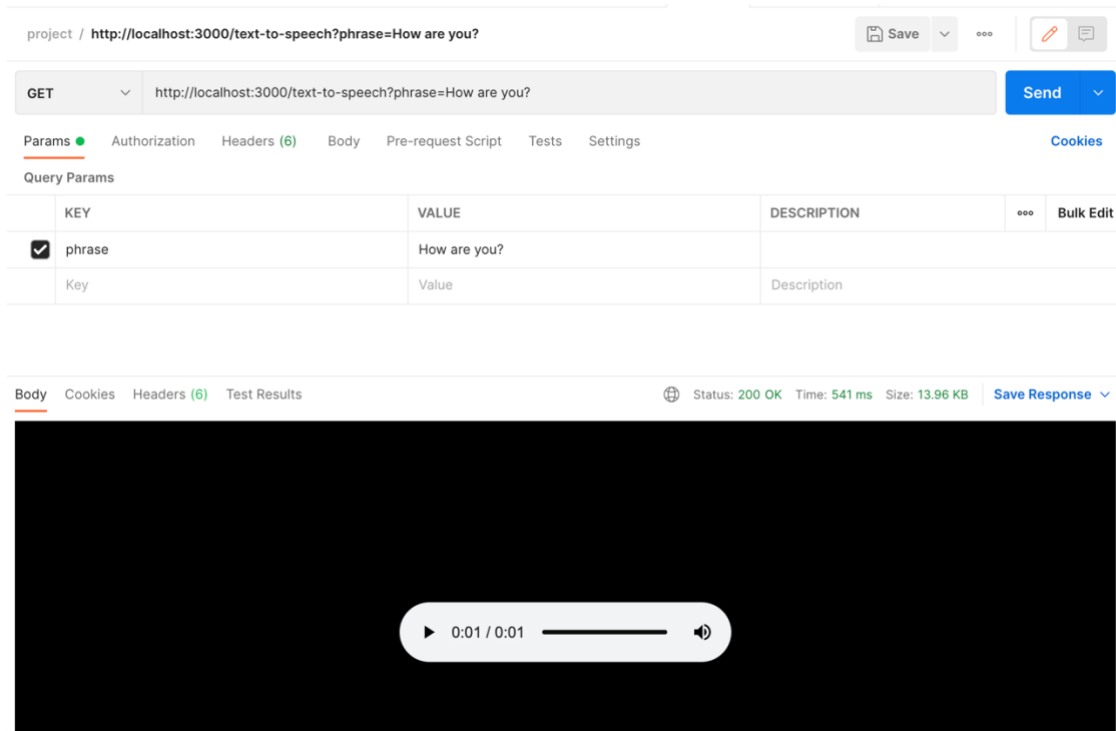 project / http://localhost:3000/text-to-speech?phrase=How are you?
Save
GET http://localhost:3000/text-to-speech?phrase=How are you? Send
Params Authorization Headers (6) Body Pre-request Script Tests Settings Cookies
Query Params
KEY VALUE DESCRIPTION Bulk Edit
phrase How are you?
Key Value Description
Body Cookies Headers (6) Test Results Status: 200 OK Time: 541 ms Size: 13.96 KB Save Response
0:01 / 0:01